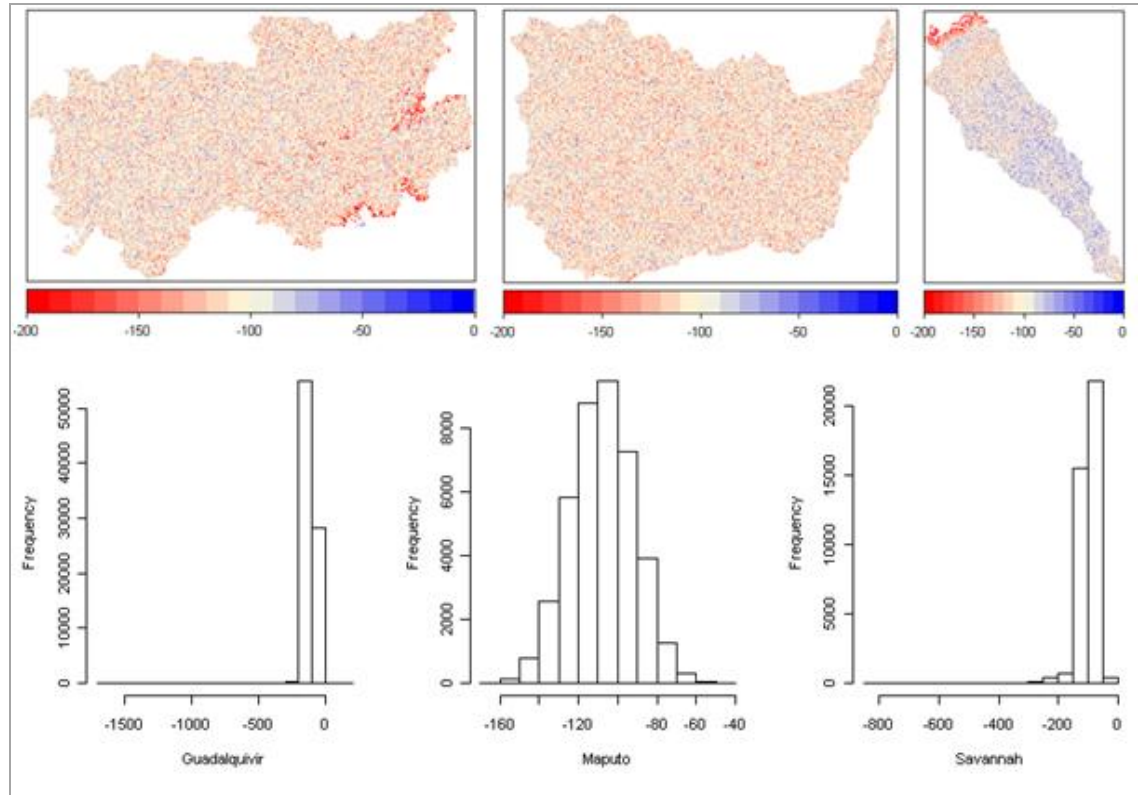 -200 -150 -100 -50 0
-200 -150 -100 -50 0
-200 -150 -100 -50 0
Frequency
0 10000 20000 30000 40000 50000
-1500 -1000 -500 0
Guadalquivir
Frequency
0 2000 4000 6000 8000
-160 -120 -80 -60 -40
Maputo
Frequency
0 5000 10000 15000 20000
-800 -600 -400 -200 0
Savannah